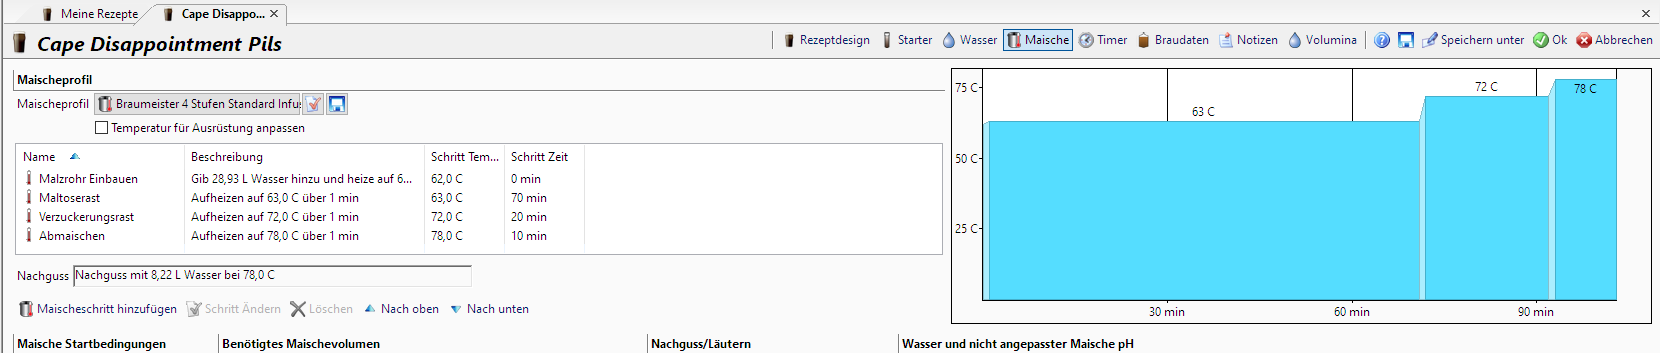 Meine Rezepte Cape Disappo...
Cape Disappointment Pils
Rezeptdesign Starter Wasser Maische Timer Braudaten Notizen Volumina Speichern unter Ok Abbrechen
Maischeprofil
Maischeprofil Braumeister 4 Stufen Standard Infus
Temperatur für Ausrüstung anpassen
Name Beschreibung Schritt Tem... Schritt Zeit
Malzrohr Einbauen Gib 28,93 L Wasser hinzu und heize auf 6... 62,0 C 0 min
Maltoserast Aufheizen auf 63,0 C über 1 min 63,0 C 70 min
Verzuckerungsrast Aufheizen auf 72,0 C über 1 min 72,0 C 20 min
Abmaischen Aufheizen auf 78,0 C über 1 min 78,0 C 10 min
Nachguss Nachguss mit 8,22 L Wasser bei 78,0 C
Maischeschritt hinzufügen Schritt Ändern Löschen Nach oben Nach unten
75 C
50 C
25 C
63 C
72 C
78 C
30 min 60 min 90 min
Maische Startbedingungen Benötigtes Maischevolumen Nachguss/Läutern Wasser und nicht angepasster Maische pH